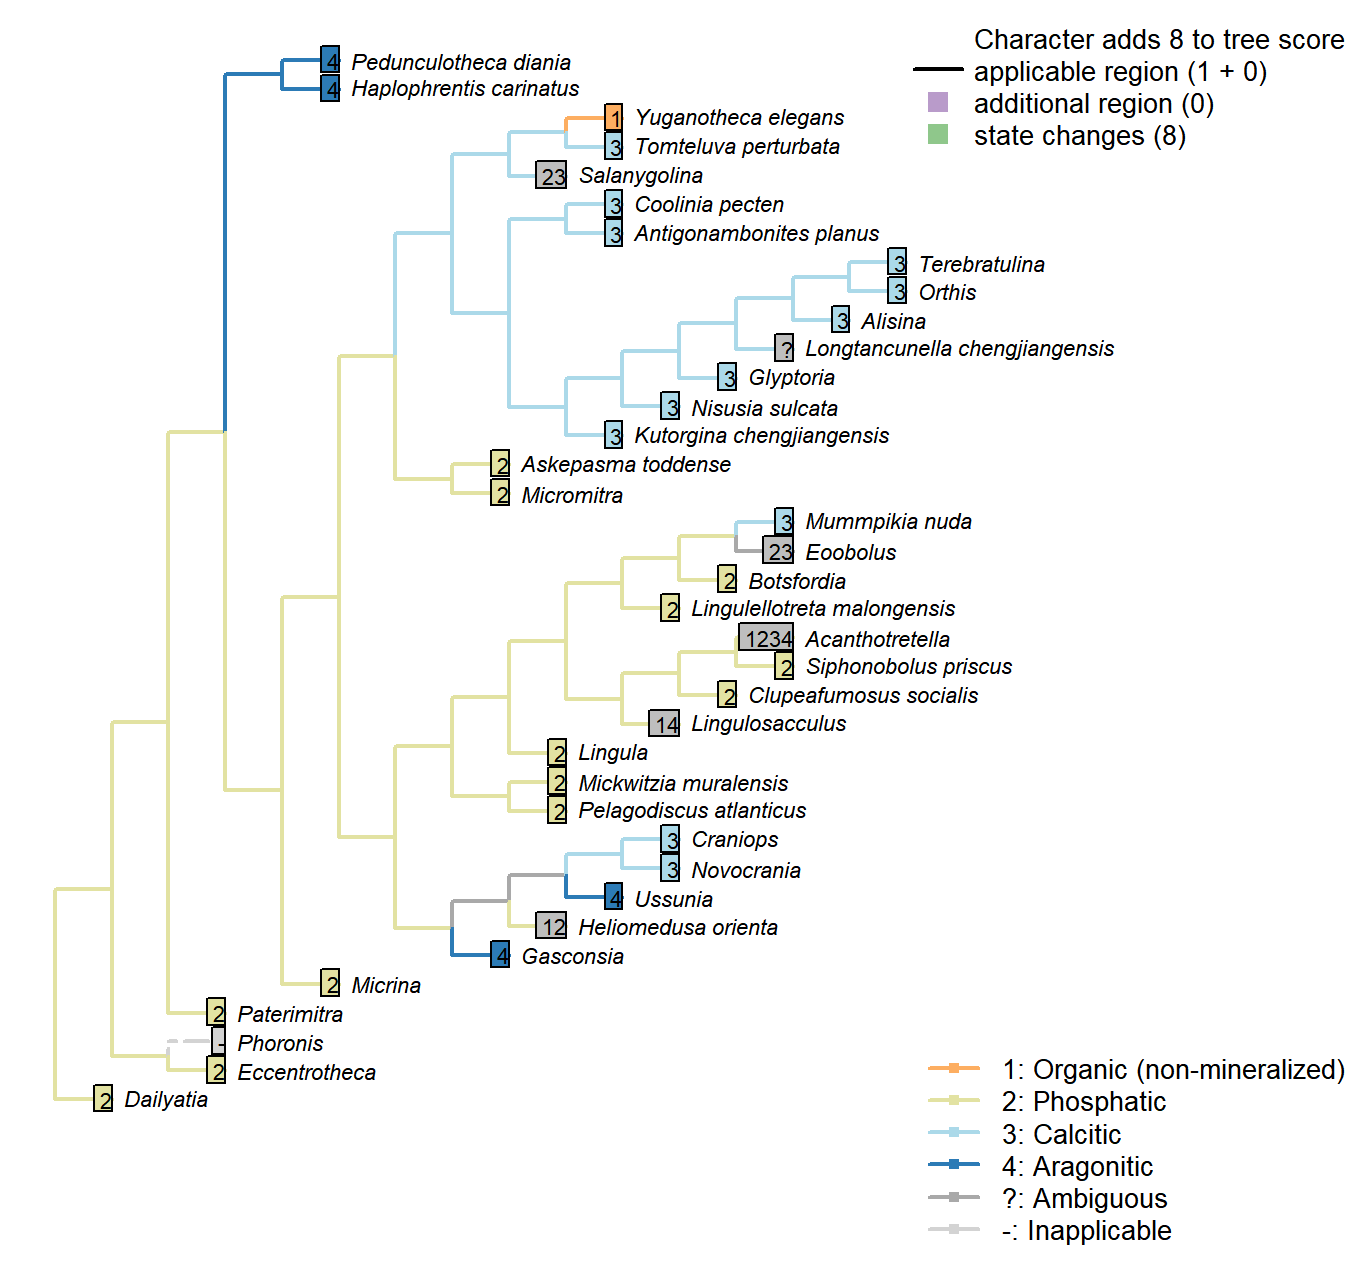 Character adds 8 to tree score
applicable region (1 + 0)
additional region (0)
state changes (8)
4 Pedunculotheca diania
4 Haplophrentis carinatus
1 Yuganotheca elegans
3 Tomteluva perturbata
23 Salanygolina
3 Coolinia pecten
3 Antigonambonites planus
3 Terebratulina
3 Orthis
3 Alisina
? Longtancunella chengjiangensis
3 Glyptoria
3 Nisusia sulcata
3 Kutorgina chengjiangensis
2 Askepasma toddense
2 Micromitra
3 Mummpikia nuda
23 Eoobolus
2 Botsfordia
2 Lingulellotreta malongensis
1234 Acanthotretella
2 Siphonobolus priscus
2 Clupeafumosus socialis
14 Lingulosacculus
2 Lingula
2 Mickwitzia muralensis
2 Pelagodiscus atlanticus
3 Craniops
3 Novocrania
4 Ussunia
12 Heliomedusa orienta
4 Gasconsia
2 Micrina
2 Paterimitra
- Phoronis
2 Eccentrotheca
2 Dailyatia
1: Organic (non-mineralized)
2: Phosphatic
3: Calcitic
4: Aragonitic
?: Ambiguous
-: Inapplicable